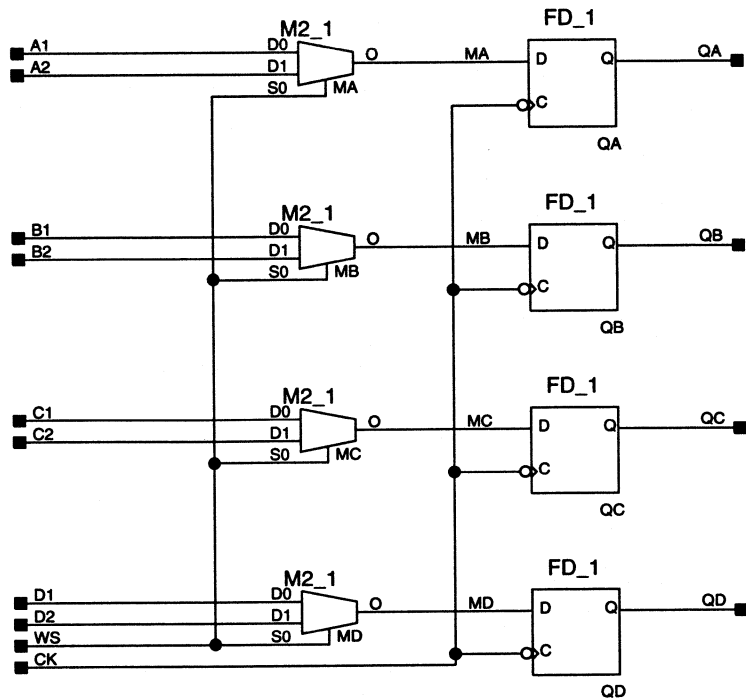 FD_1
M2_1
A1 D0 O MA D Q QA
A2 D1
S0 MA C
QA
FD_1
M2_1
B1 D0 O MB D Q QB
B2 D1
S0 MB C
QB
FD_1
M2_1
C1 D0 O MC D Q QC
C2 D1
S0 MC C
QC
FD_1
M2_1
D1 D0 O MD D Q QD
D2 D1
WS S0 MD C
CK
QD